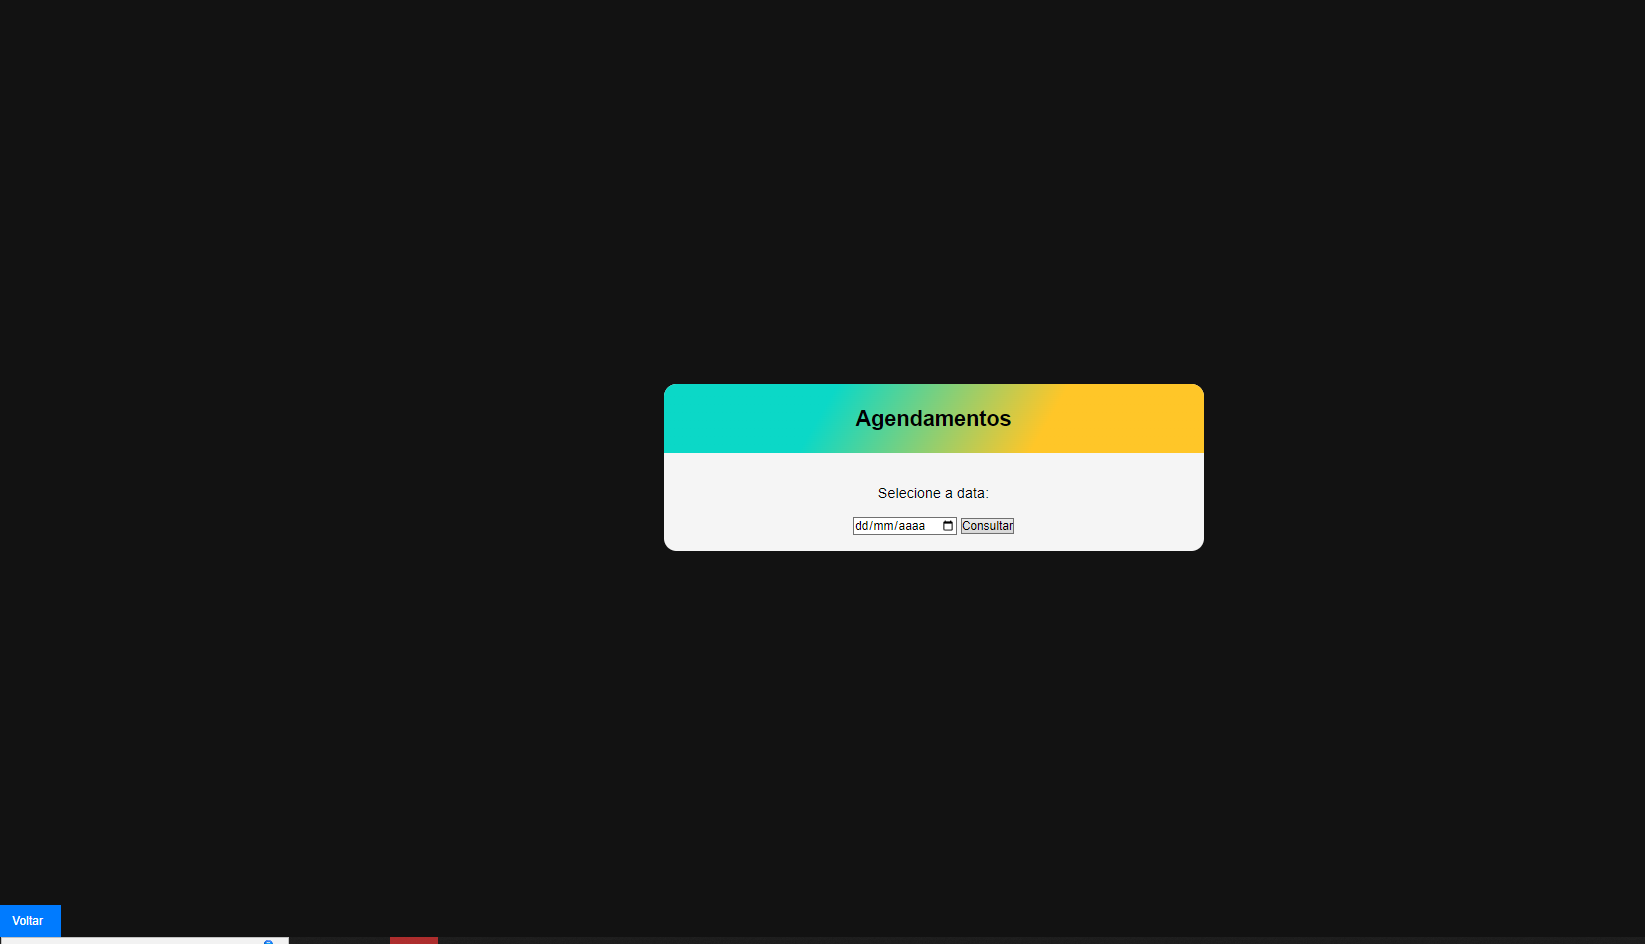 Agendamentos
Selecione a data:
dd/mm/aaaa Consultar
Voltar